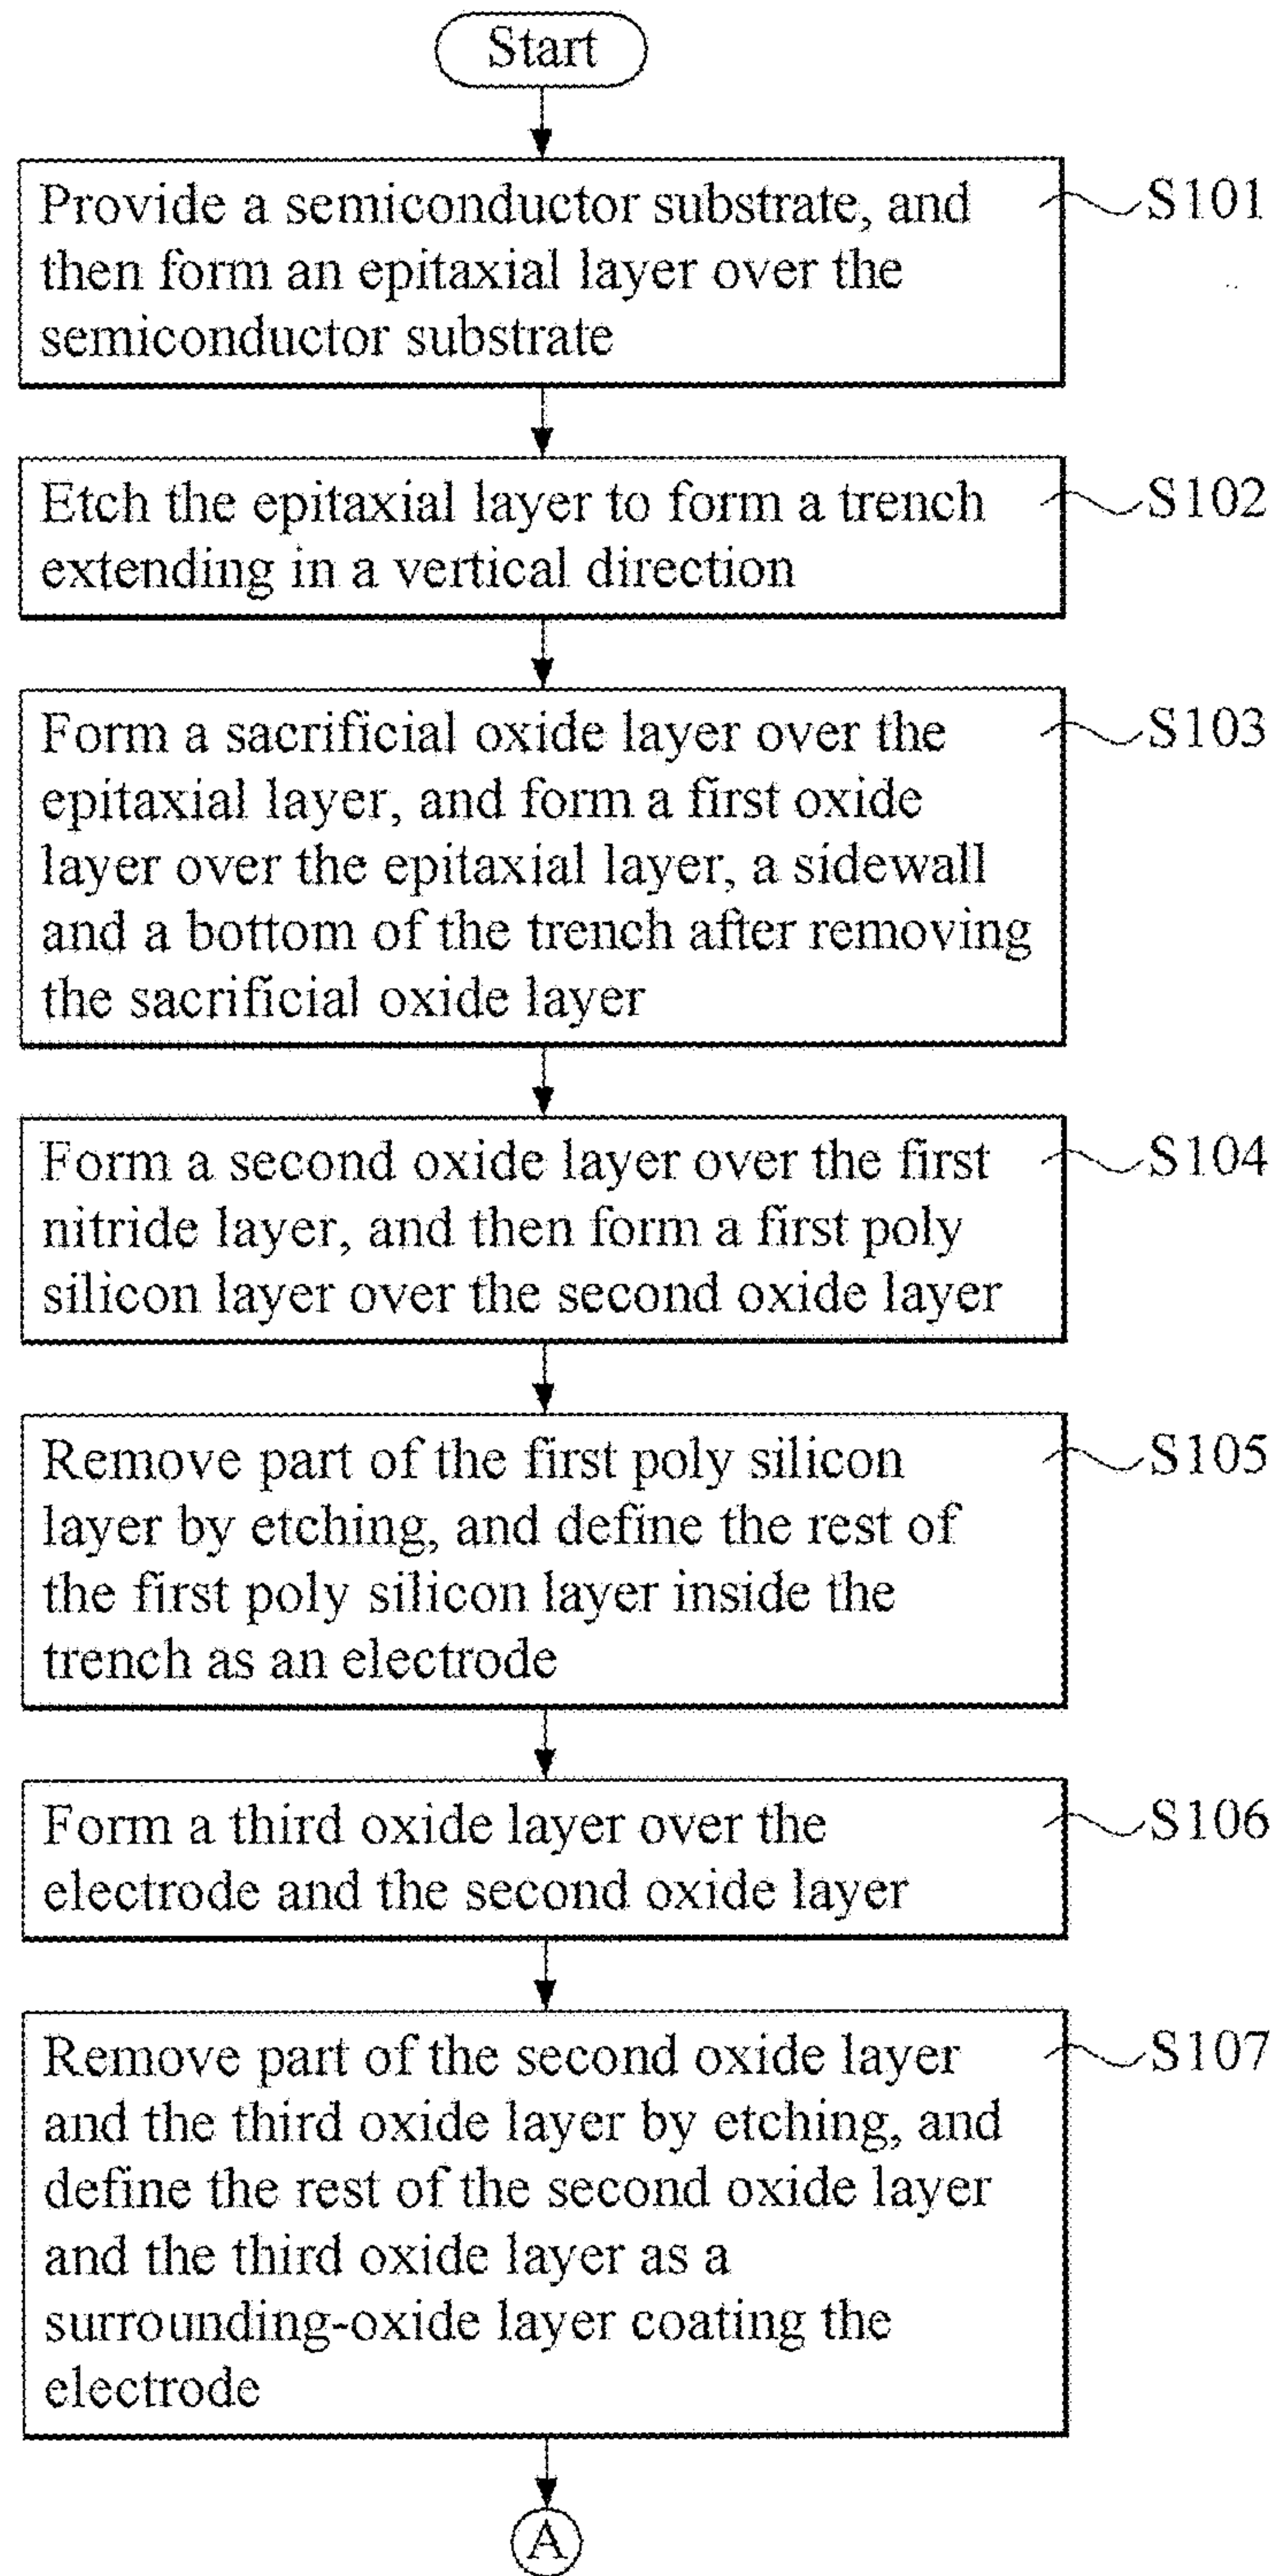 Start
Provide a semiconductor substrate, and
then form an epitaxial layer over the
semiconductor substrate
S101
Etch the epitaxial layer to form a trench
extending in a vertical direction
S102
Form a sacrificial oxide layer over the
epitaxial layer, and form a first oxide
layer over the epitaxial layer, a sidewall
and a bottom of the trench after removing
the sacrificial oxide layer
S103
Form a second oxide layer over the first
nitride layer, and then form a first poly
silicon layer over the second oxide layer
S104
Remove part of the first poly silicon
layer by etching, and define the rest of
the first poly silicon layer inside the
trench as an electrode
S105
Form a third oxide layer over the
electrode and the second oxide layer
S106
Remove part of the second oxide layer
and the third oxide layer by etching, and
define the rest of the second oxide layer
and the third oxide layer as a
surrounding-oxide layer coating the
electrode
S107
A